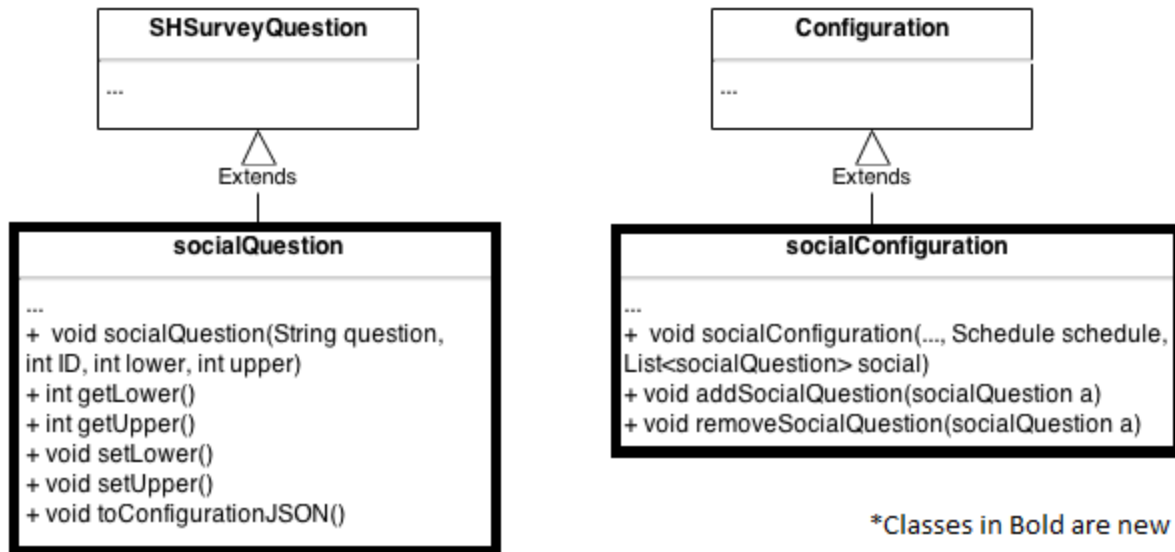 SHSurveyQuestion
...
Extends
socialQuestion
...
+ void socialQuestion(String question,
int ID, int lower, int upper)
+ int getLower()
+ int getUpper()
+ void setLower()
+ void setUpper()
+ void toConfigurationJSON()
Configuration
...
Extends
socialConfiguration
...
+ void socialConfiguration(..., Schedule schedule,
List<socialQuestion> social)
+ void addSocialQuestion(socialQuestion a)
+ void removeSocialQuestion(socialQuestion a)
*Classes in Bold are new